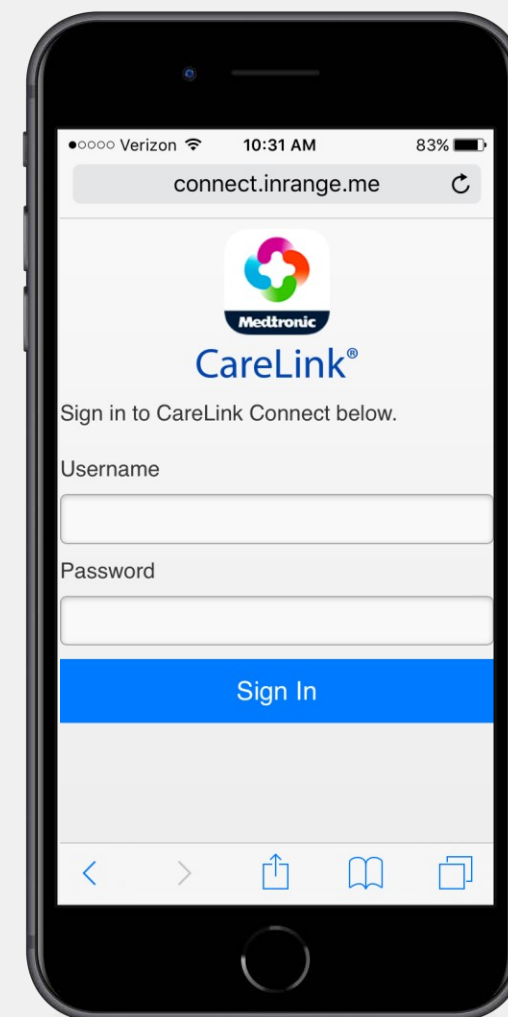 Verizon 10:31 AM 83%
connect.inrange.me
Medtronic
CareLink®
Sign in to CareLink Connect below.
Username
Password
Sign In